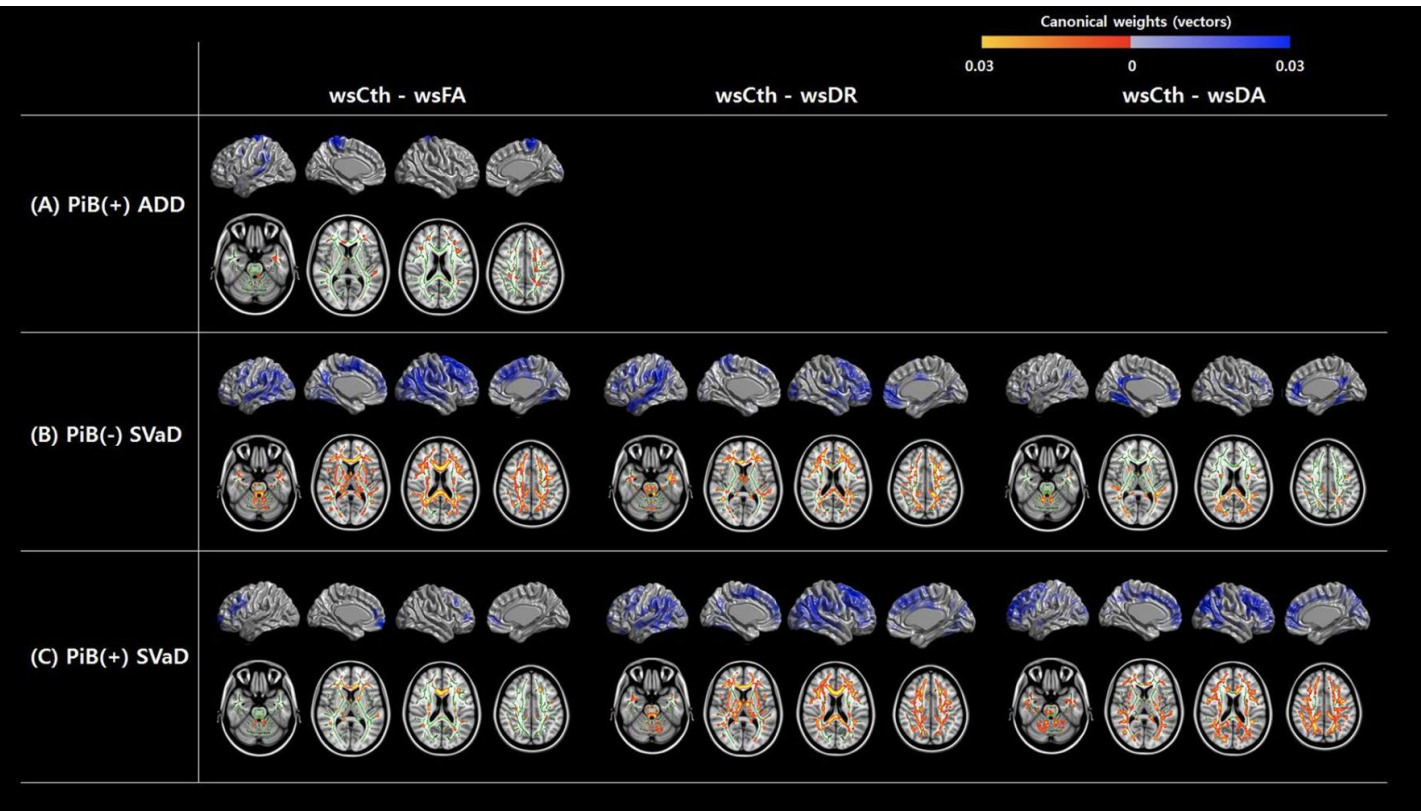 Canonical weights (vectors)
0.03 0 0.03
wsCth - wsFA wsCth - wsDR wsCth - wsDA
(A) PiB(+) ADD
(B) PiB(-) SVaD
(C) PiB(+) SVaD